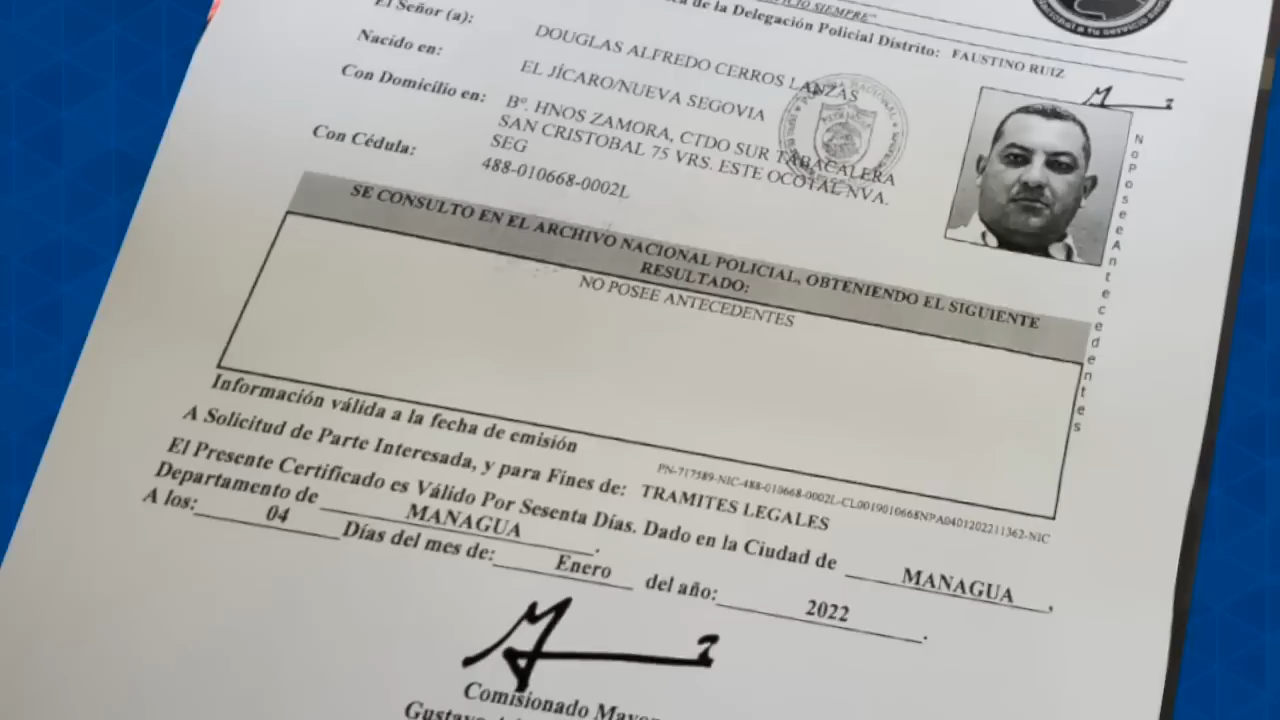 SERVICIO SIEMPRE"
de la Delegación Policial Distrito: FAUSTINO RUIZ
El Señor (a): DOUGLAS ALFREDO CERROS LANZAS
Nacido en: EL JÍCARO/NUEVA SEGOVIA
Con Domicilio en: Bº. HNOS ZAMORA, CTDO SUR TABACALERA
SAN CRISTOBAL 75 VRS. ESTE OCOTAL NVA.
SEG
Con Cédula: 488-010668-0002L
No Posee Antecedentes
SE CONSULTO EN EL ARCHIVO NACIONAL POLICIAL, OBTENIENDO EL SIGUIENTE
RESULTADO:
NO POSEE ANTECEDENTES
Información válida a la fecha de emisión
PN-717589-NIC-488-010668-0002L-CL0019010668NPA0401202211362-NIC
A Solicitud de Parte Interesada, y para Fines de: TRAMITES LEGALES
El Presente Certificado es Válido Por Sesenta Días. Dado en la Ciudad de MANAGUA,
Departamento de MANAGUA.
A los: 04 Días del mes de: Enero del año: 2022.
Comisionado Mayor
Gustavo